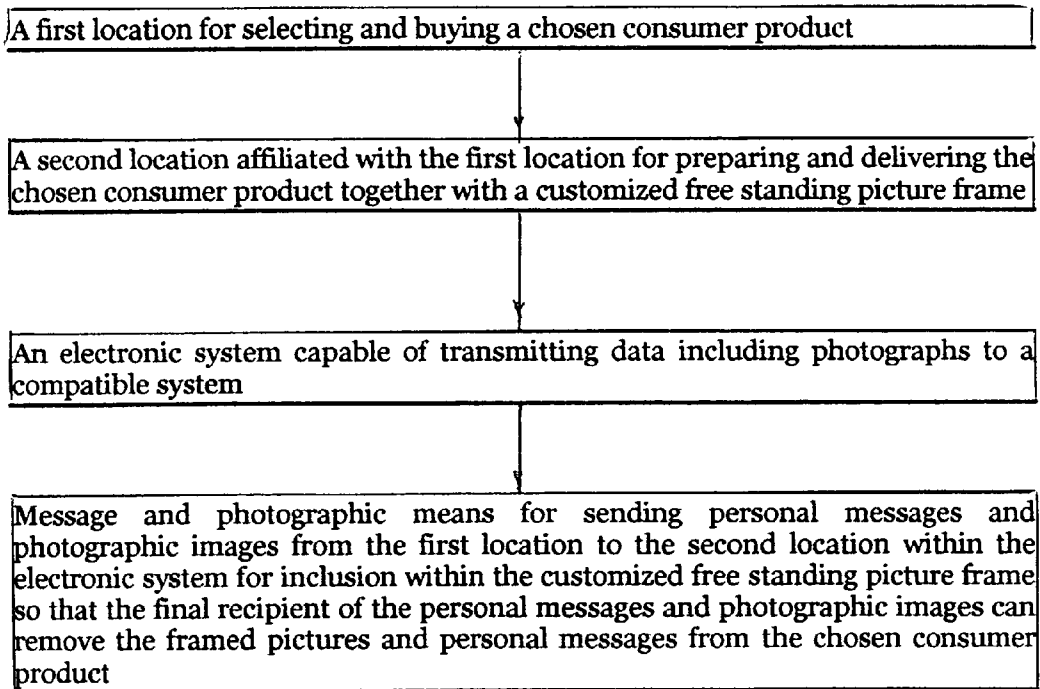 A first location for selecting and buying a chosen consumer product
A second location affiliated with the first location for preparing and delivering the
chosen consumer product together with a customized free standing picture frame
An electronic system capable of transmitting data including photographs to a
compatible system
Message and photographic means for sending personal messages and
photographic images from the first location to the second location within the
electronic system for inclusion within the customized free standing picture frame
so that the final recipient of the personal messages and photographic images can
remove the framed pictures and personal messages from the chosen consumer
product